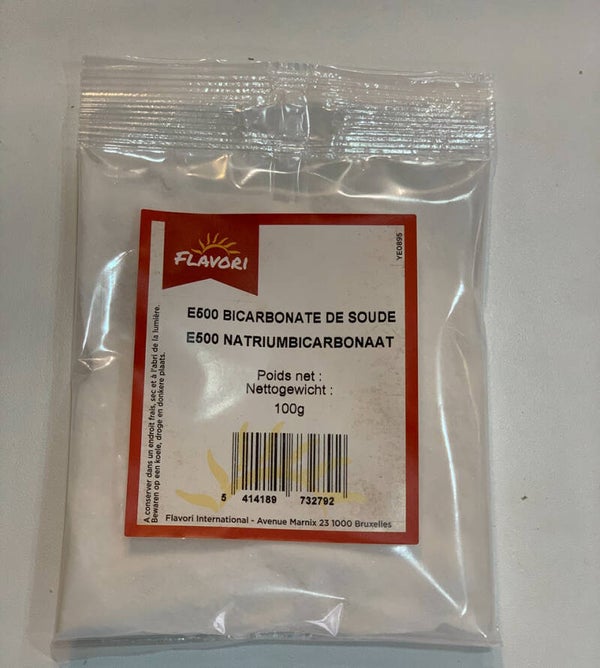 FLAVORI
YE0895
E500 BICARBONATE DE SOUDE
E500 NATRIUMBICARBONAAT
Poids net :
Nettogewicht :
100g
5 414189 732792
A conserver dans un endroit frais, sec et à l'abri de la lumière.
Bewaren op een koele, droge en donkere plaats.
Flavori International - Avenue Marnix 23 1000 Bruxelles